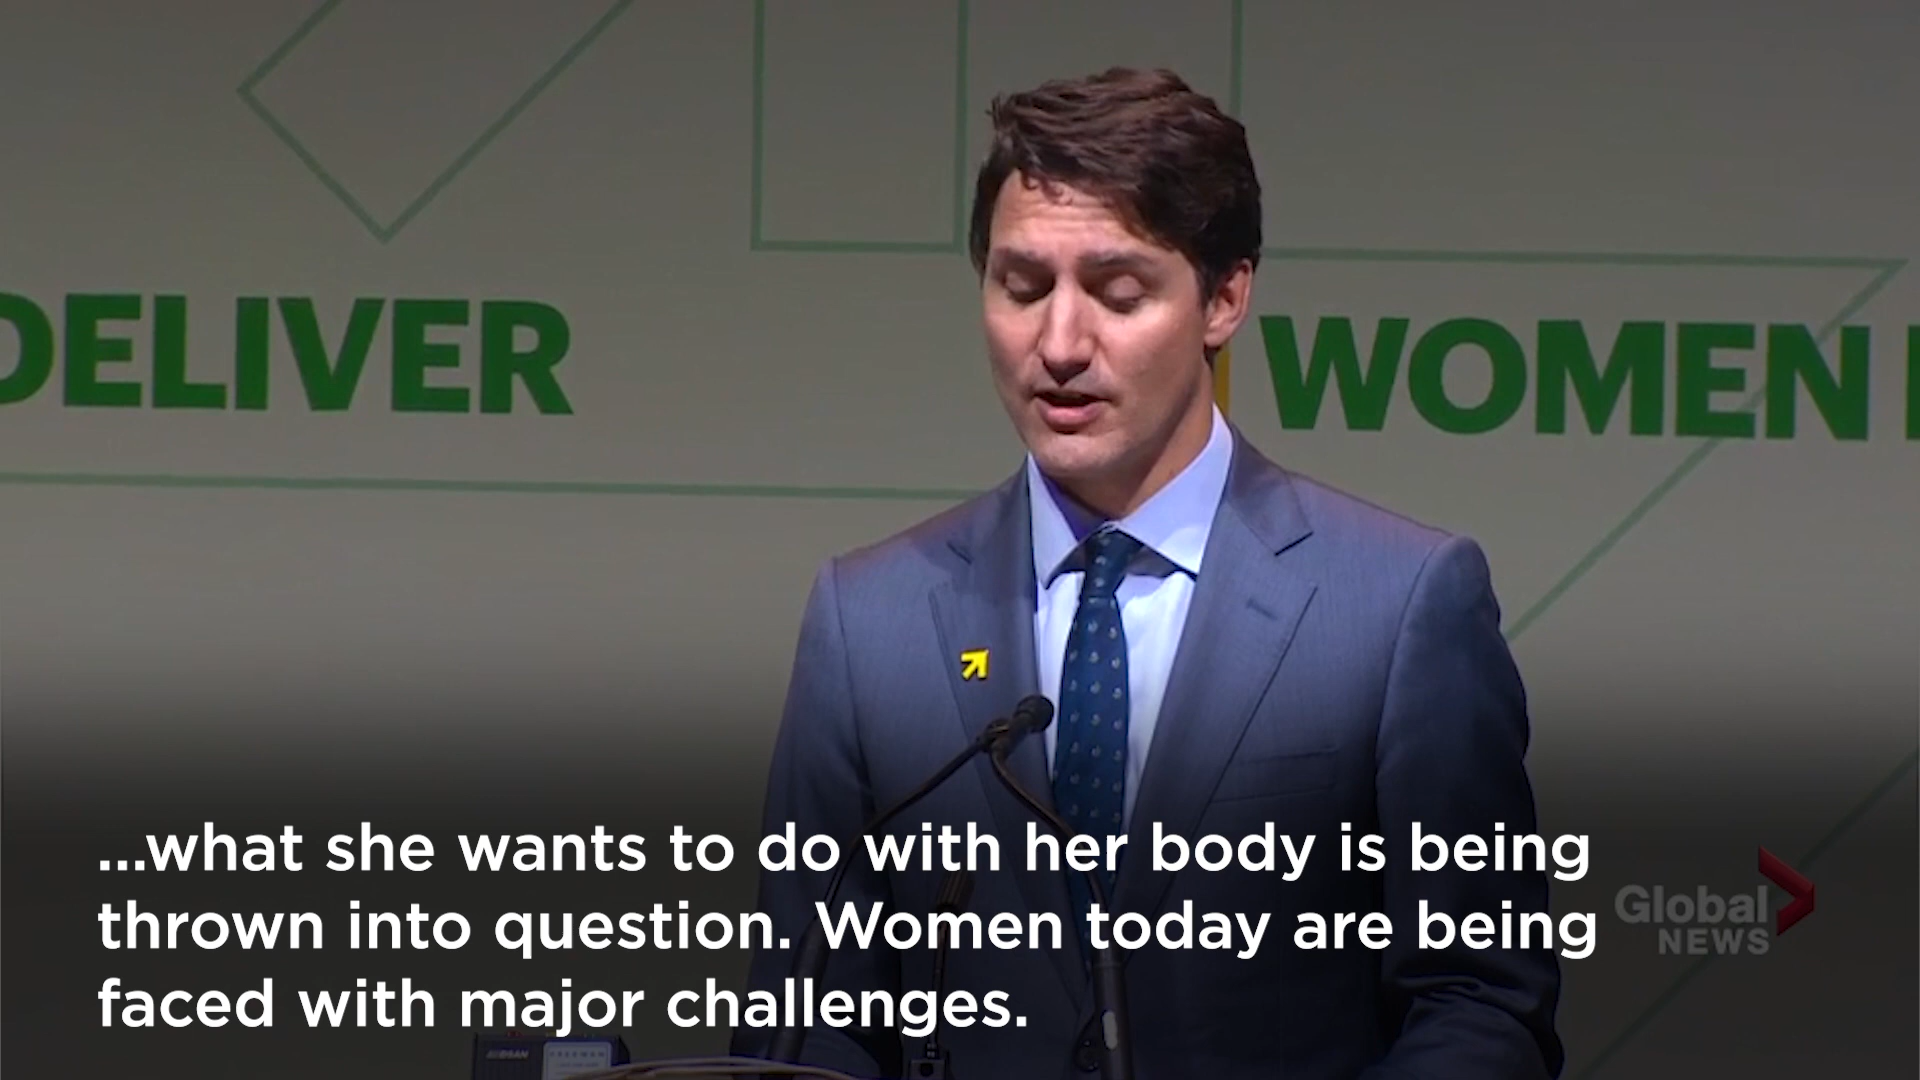 DELIVER
WOMEN
...what she wants to do with her body is being
thrown into question. Women today are being
faced with major challenges.
Global
NEWS